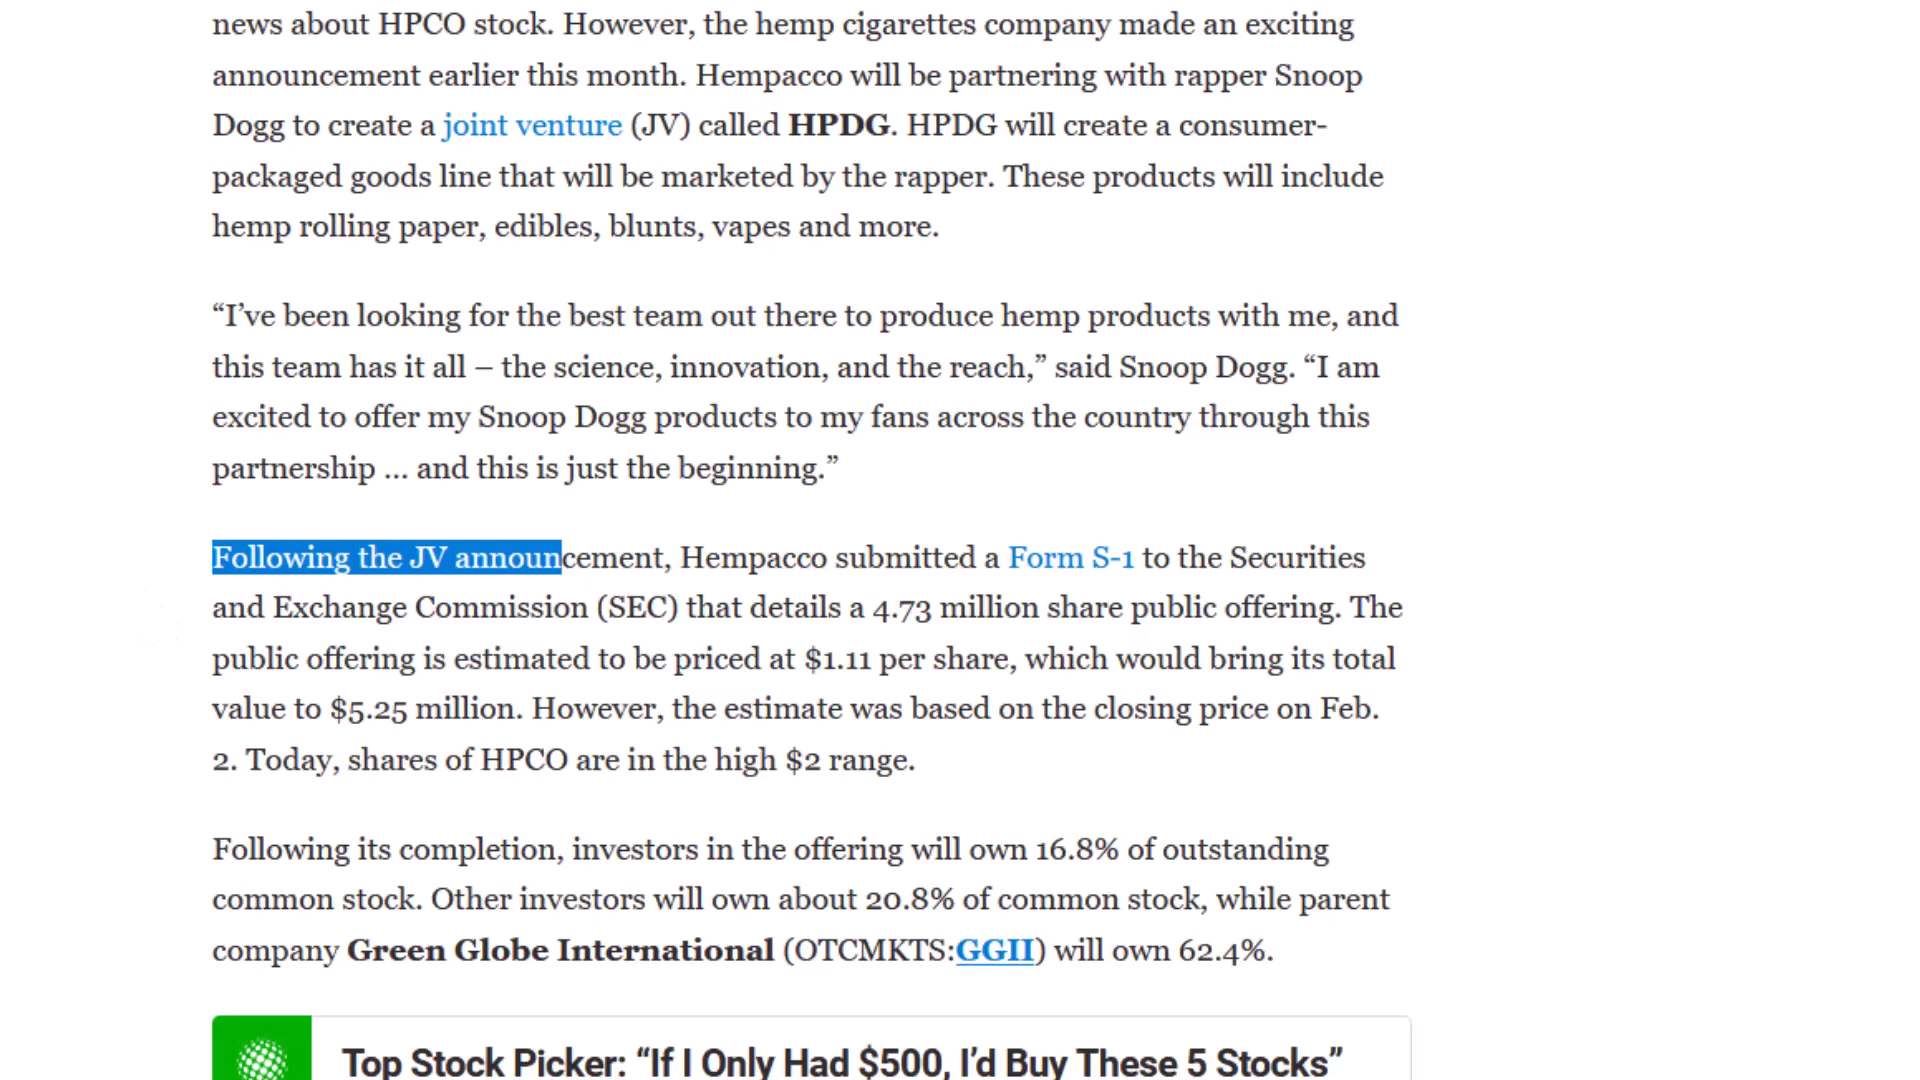 news about HPCO stock. However, the hemp cigarettes company made an exciting
announcement earlier this month. Hempacco will be partnering with rapper Snoop
Dogg to create a joint venture (JV) called HPDG. HPDG will create a consumer-
packaged goods line that will be marketed by the rapper. These products will include
hemp rolling paper, edibles, blunts, vapes and more.
“I’ve been looking for the best team out there to produce hemp products with me, and
this team has it all – the science, innovation, and the reach,” said Snoop Dogg. “I am
excited to offer my Snoop Dogg products to my fans across the country through this
partnership … and this is just the beginning.”
Following the JV announcement, Hempacco submitted a Form S-1 to the Securities
and Exchange Commission (SEC) that details a 4.73 million share public offering. The
public offering is estimated to be priced at $1.11 per share, which would bring its total
value to $5.25 million. However, the estimate was based on the closing price on Feb.
2. Today, shares of HPCO are in the high $2 range.
Following its completion, investors in the offering will own 16.8% of outstanding
common stock. Other investors will own about 20.8% of common stock, while parent
company Green Globe International (OTCMKTS:GGII) will own 62.4%.
Top Stock Picker: “If I Only Had $500, I’d Buy These 5 Stocks”